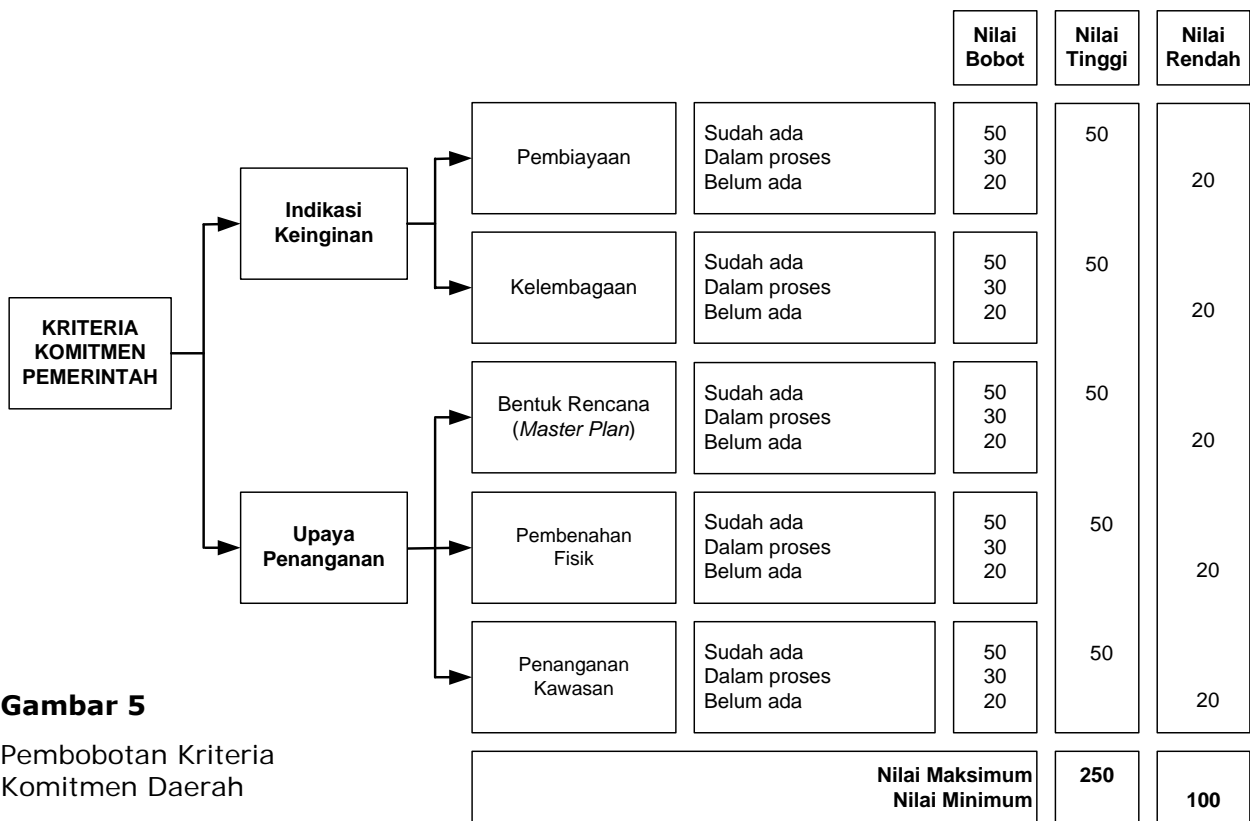 Nilai
Bobot
Nilai
Tinggi
Nilai
Rendah
KRITERIA
KOMITMEN
PEMERINTAH
Indikasi
Keinginan
Pembiayaan
Sudah ada
Dalam proses
Belum ada
50
30
20
50
20
Kelembagaan
Sudah ada
Dalam proses
Belum ada
50
30
20
50
20
Upaya
Penanganan
Bentuk Rencana
(Master Plan)
Sudah ada
Dalam proses
Belum ada
50
30
20
50
20
Pembenahan
Fisik
Sudah ada
Dalam proses
Belum ada
50
30
20
50
20
Penanganan
Kawasan
Sudah ada
Dalam proses
Belum ada
50
30
20
50
20
Nilai Maksimum
Nilai Minimum
250
100
Gambar 5
Pembobotan Kriteria
Komitmen Daerah